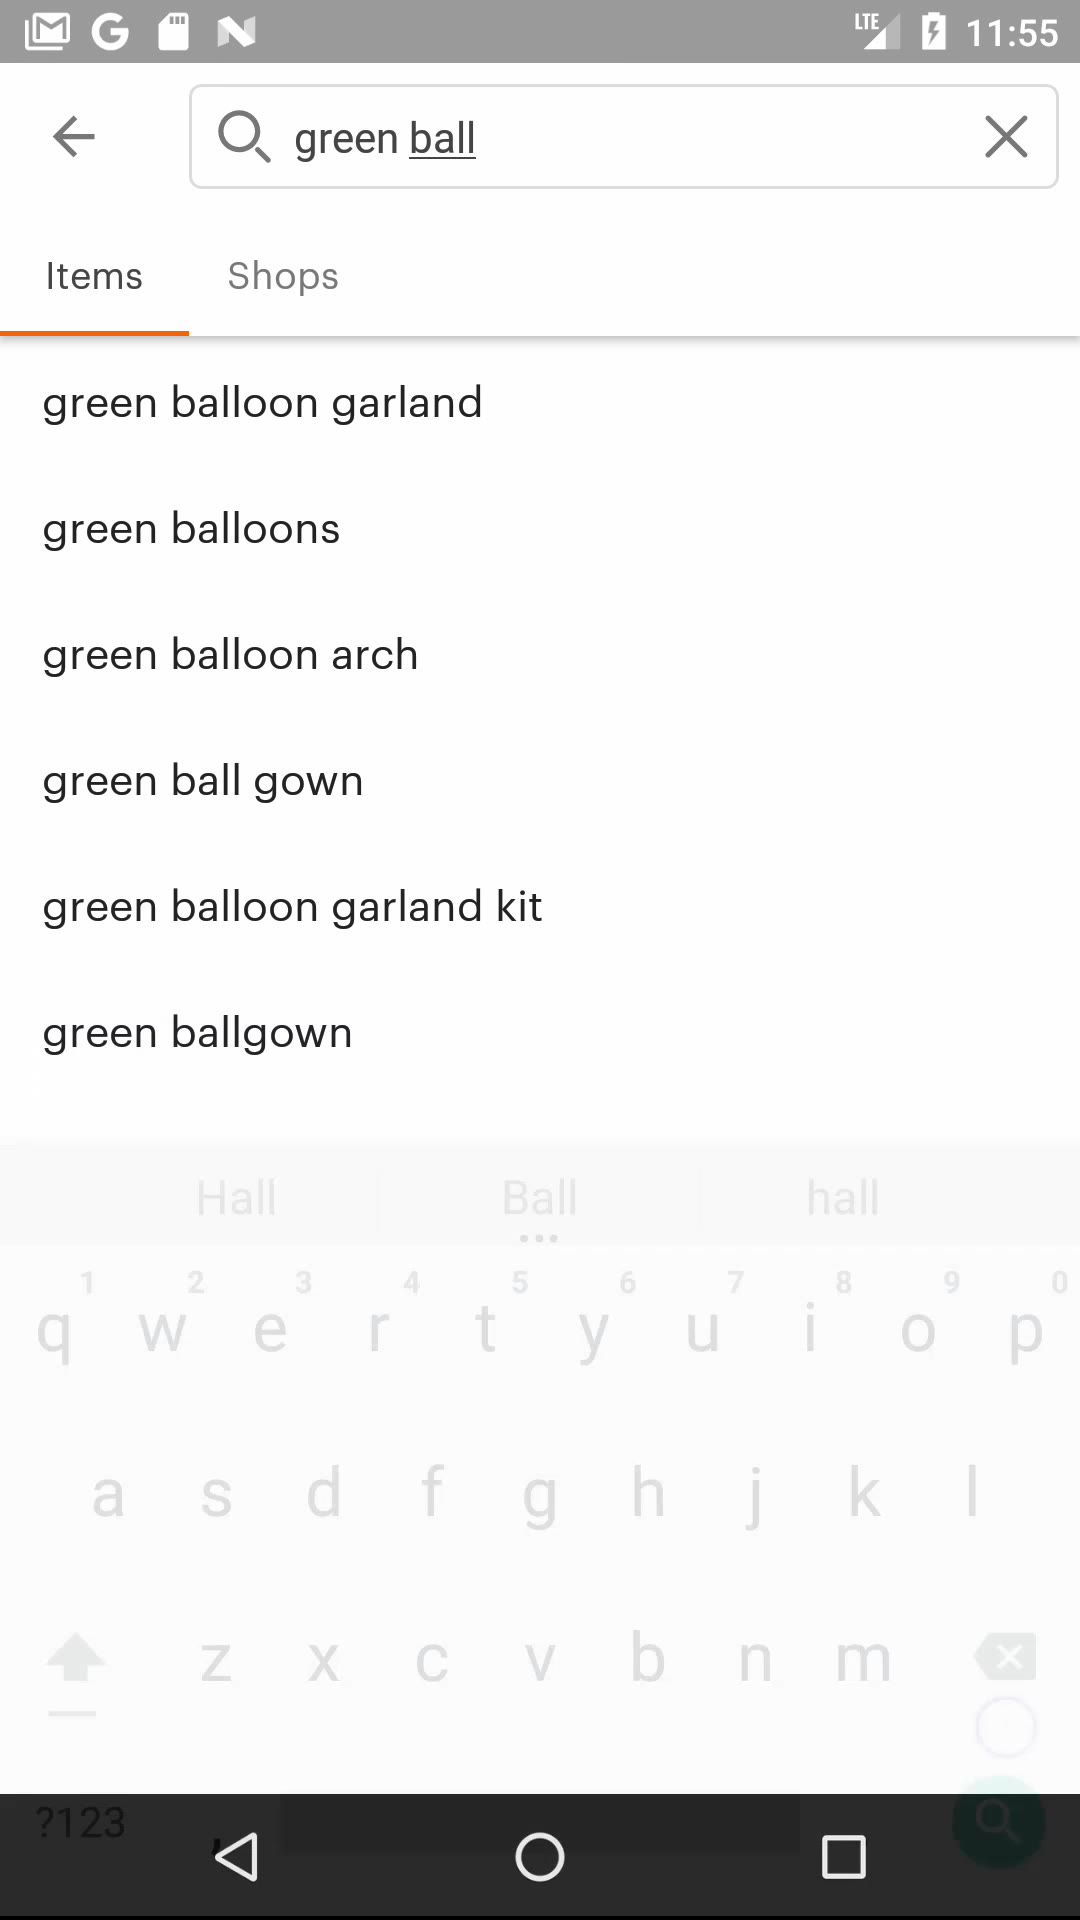 LTE 11:55
green ball
Items Shops
green balloon garland
green balloons
green balloon arch
green ball gown
green balloon garland kit
green ballgown
Hall Ball hall
1 2 3 4 5 6 7 8 9 0
q w e r t y u i o p
a s d f g h j k l
z x c v b n m
?123 ,